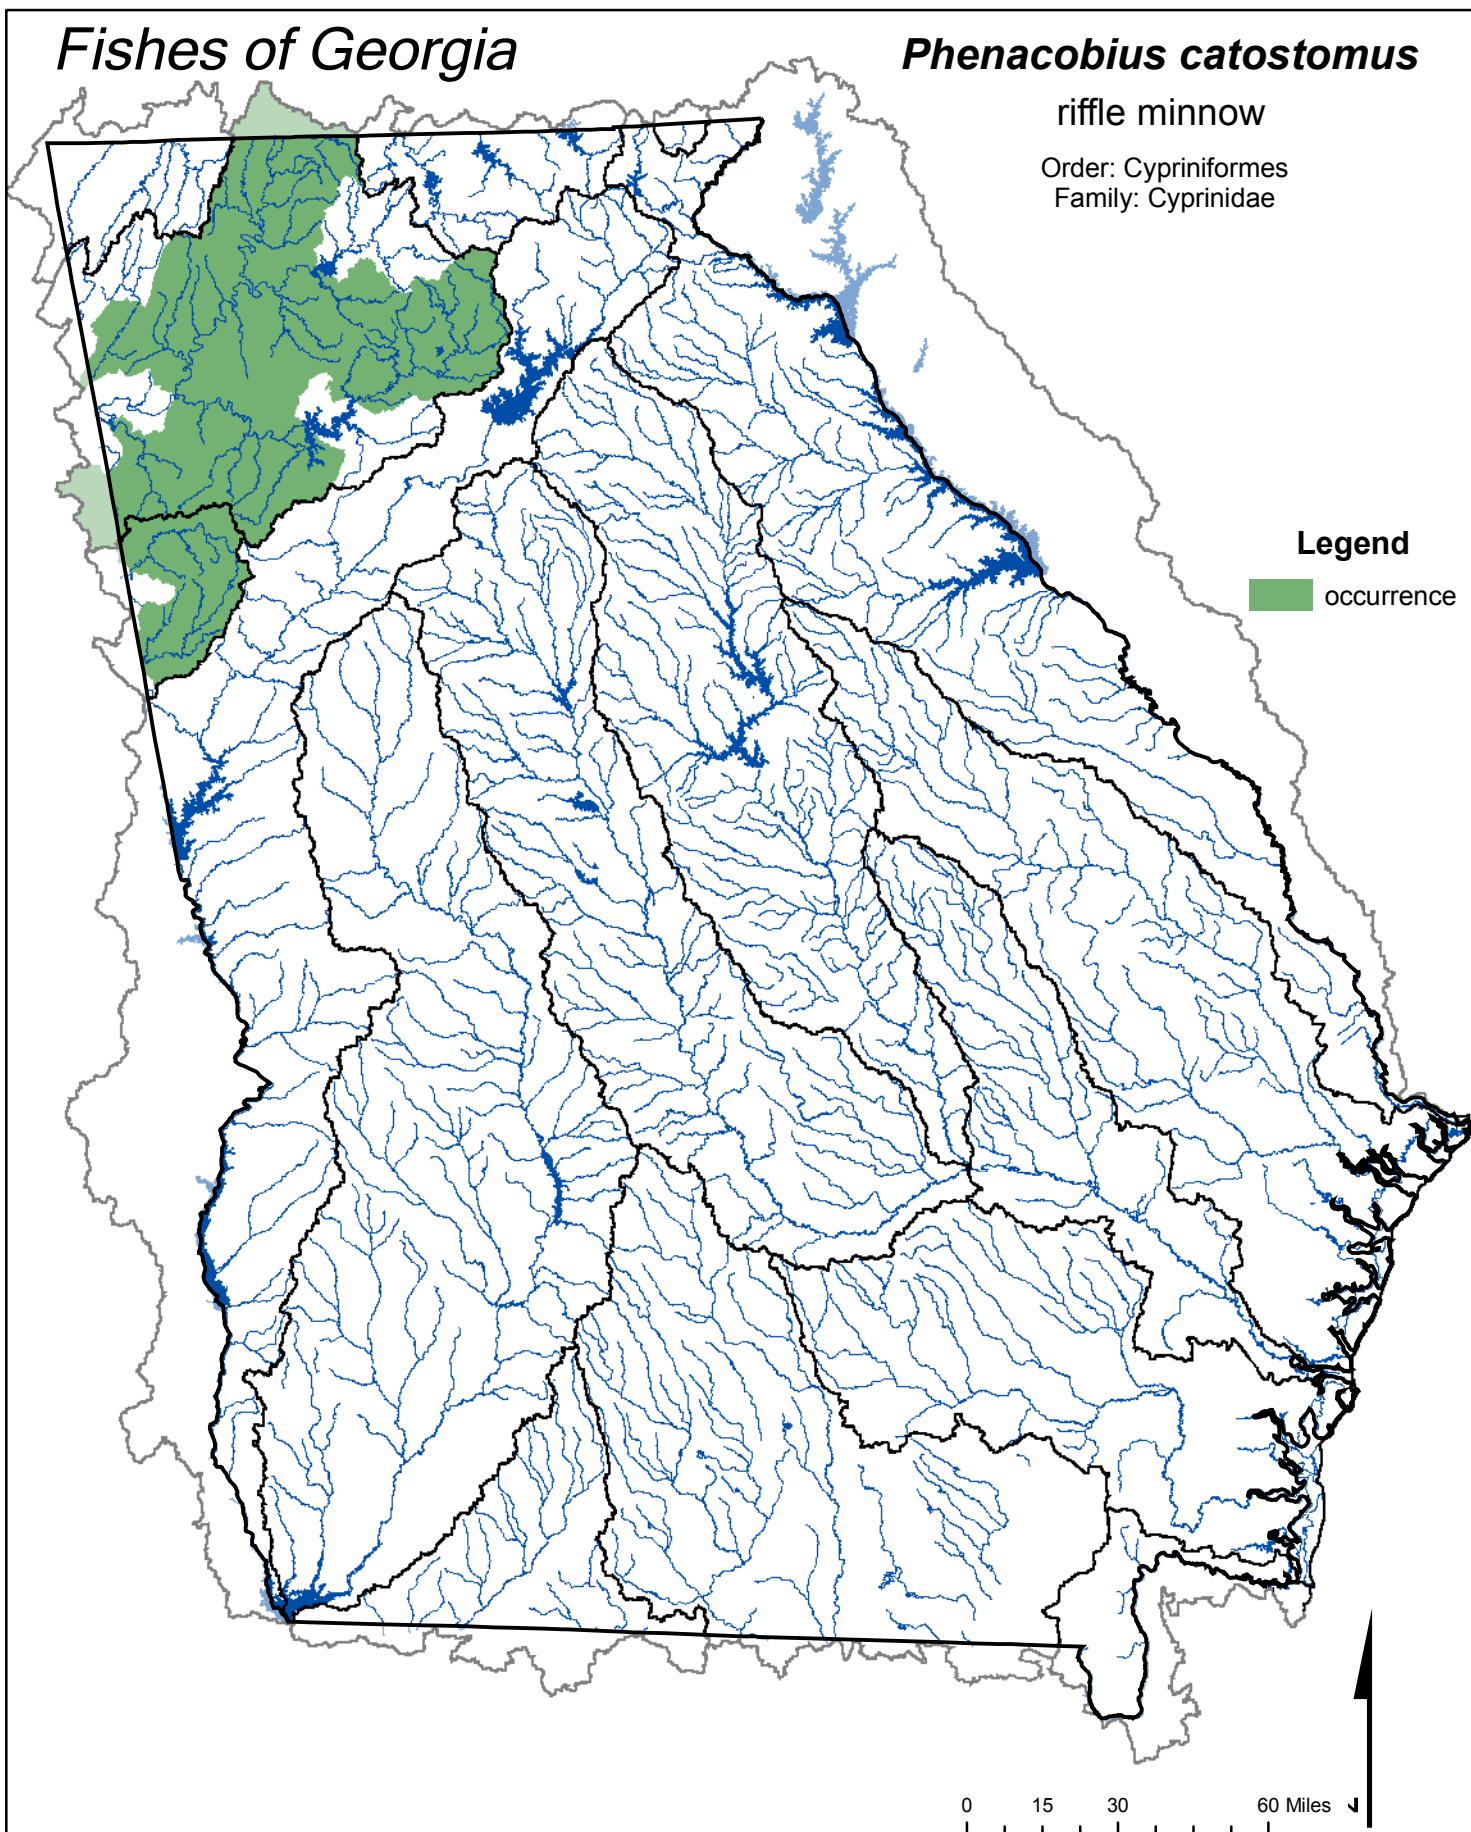 Fishes of Georgia
Phenacobius catostomus
riffle minnow
Order: Cypriniformes
Family: Cyprinidae
Legend
occurrence
0 15 30 60 Miles